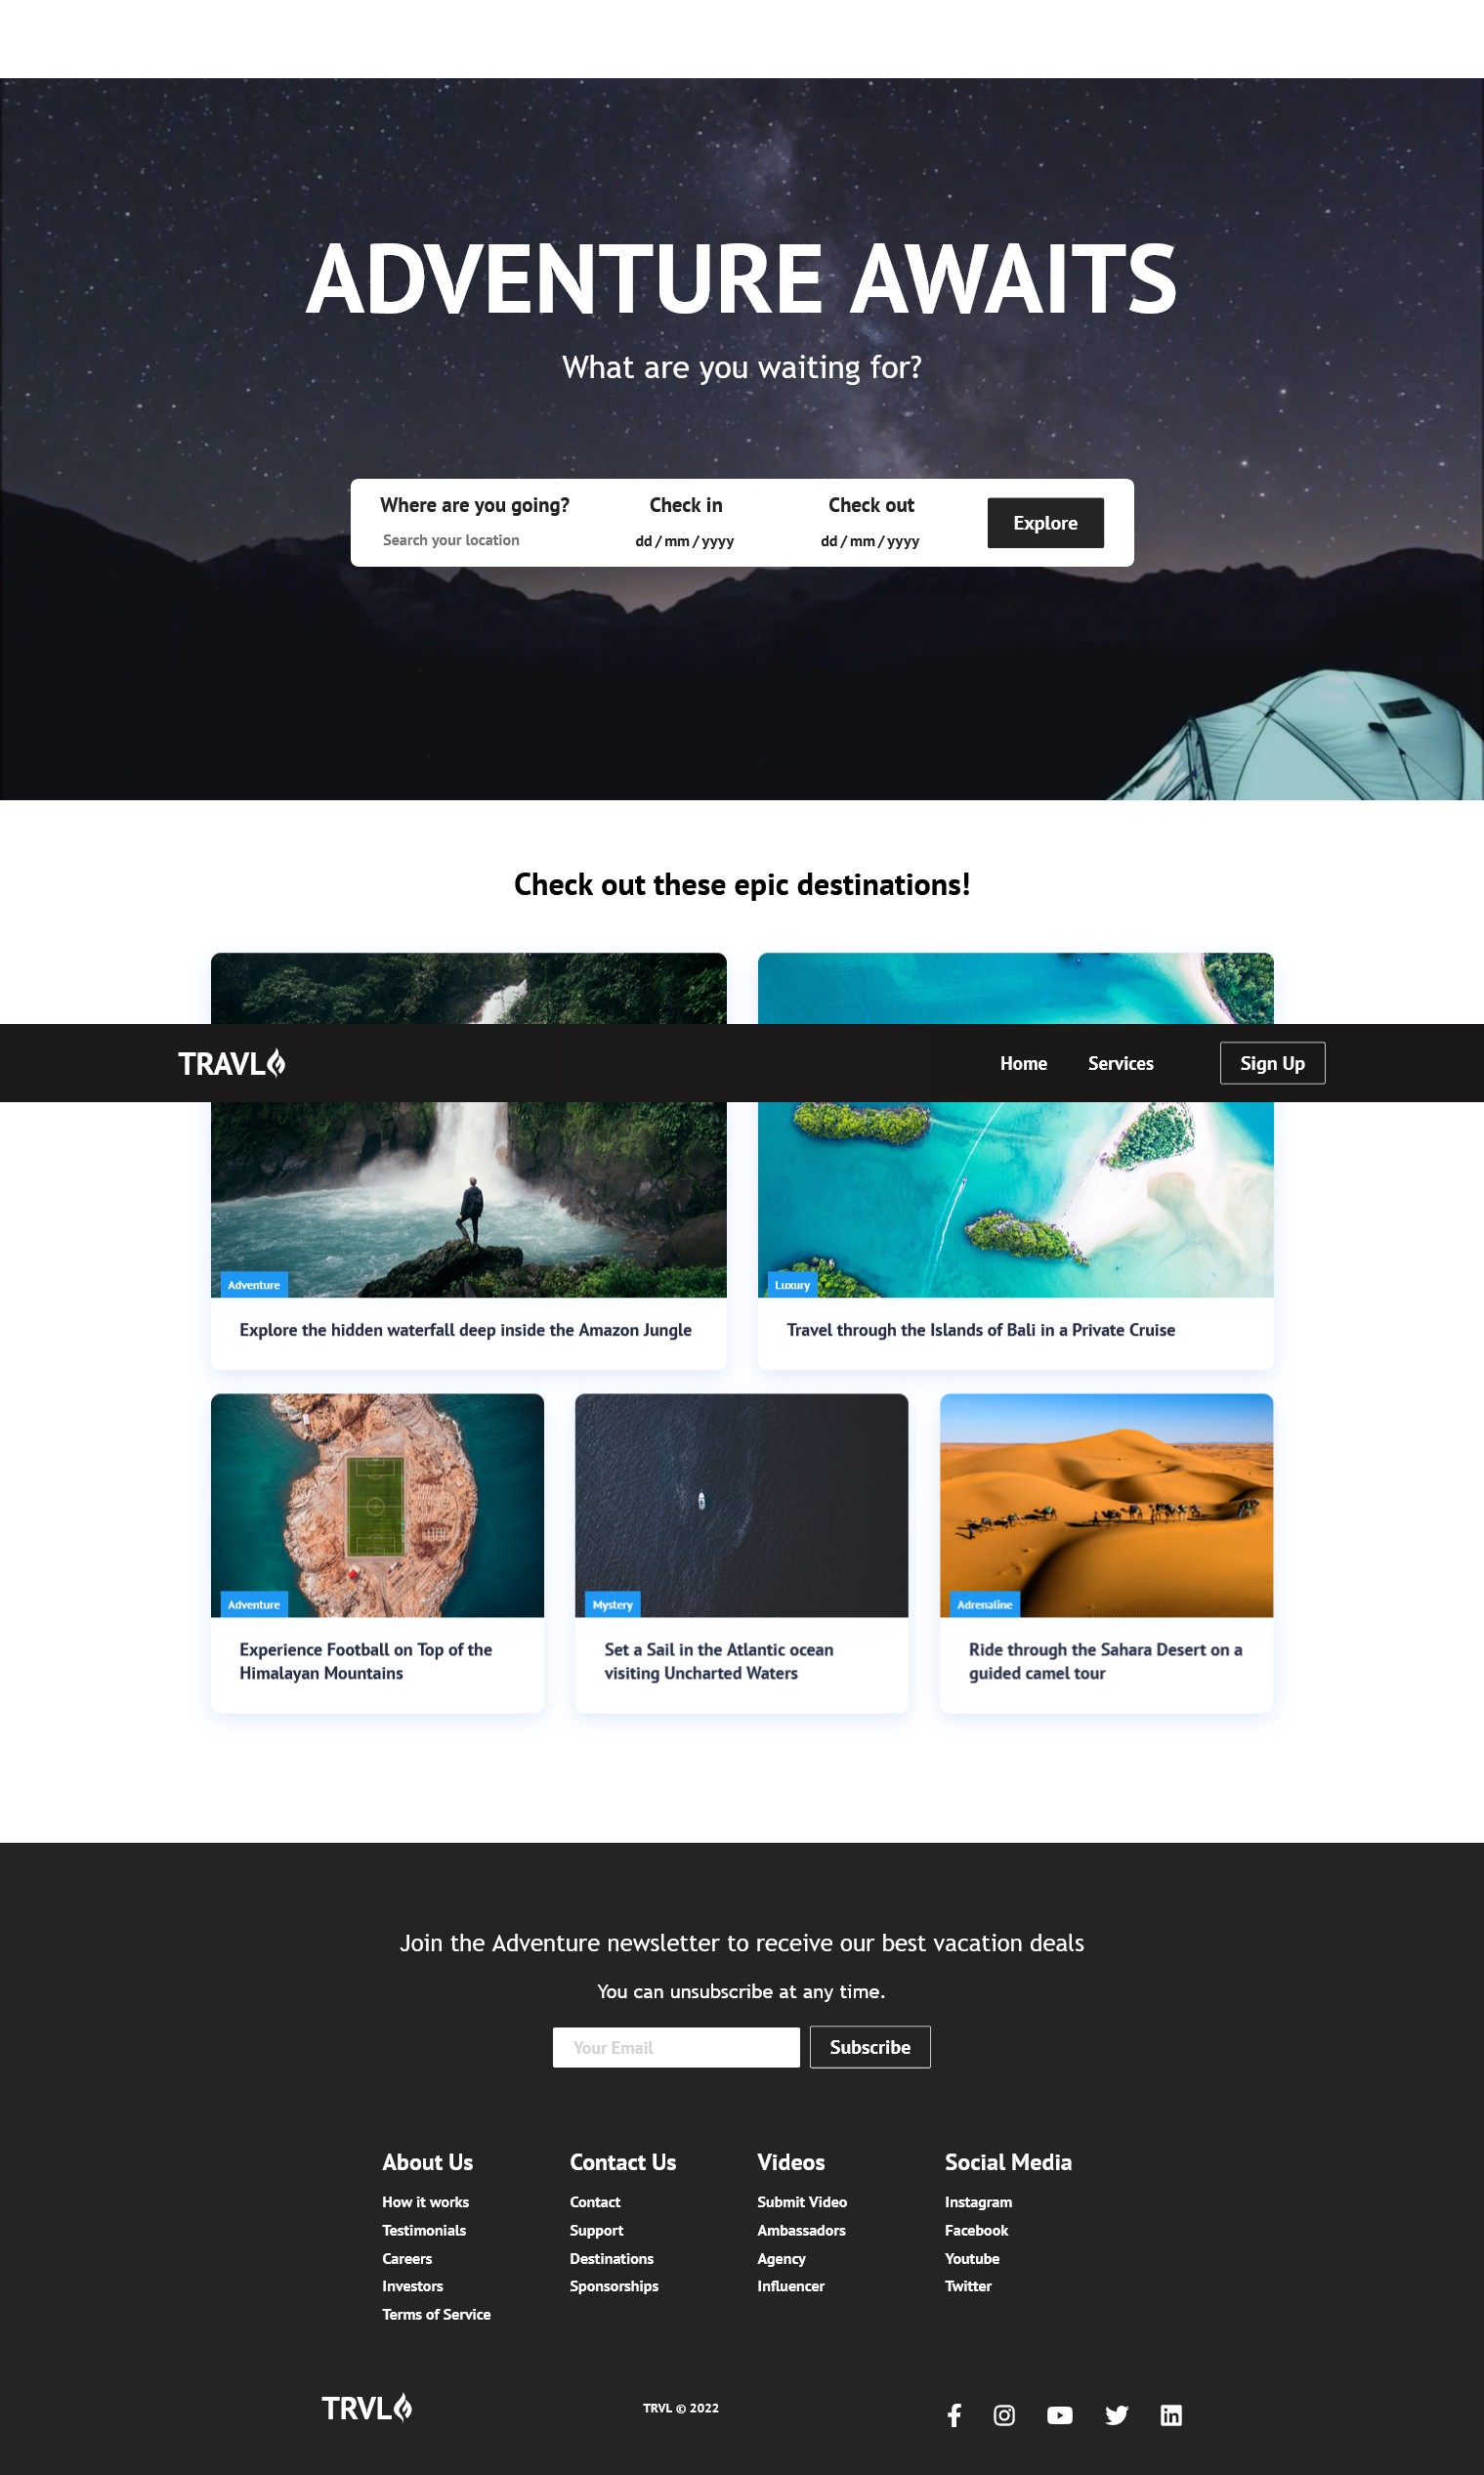 ADVENTURE AWAITS
What are you waiting for?
Where are you going?
Search your location
Check in
dd / mm / yyyy
Check out
dd / mm / yyyy
Explore
Check out these epic destinations!
TRAVL
Home
Services
Sign Up
Adventure
Explore the hidden waterfall deep inside the Amazon Jungle
Luxury
Travel through the Islands of Bali in a Private Cruise
Adventure
Experience Football on Top of the
Himalayan Mountains
Mystery
Set a Sail in the Atlantic ocean
visiting Uncharted Waters
Adrenaline
Ride through the Sahara Desert on a
guided camel tour
Join the Adventure newsletter to receive our best vacation deals
You can unsubscribe at any time.
Your Email
Subscribe
About Us
How it works
Testimonials
Careers
Investors
Terms of Service
Contact Us
Contact
Support
Destinations
Sponsorships
Videos
Submit Video
Ambassadors
Agency
Influencer
Social Media
Instagram
Facebook
Youtube
Twitter
TRVL
TRVL © 2022